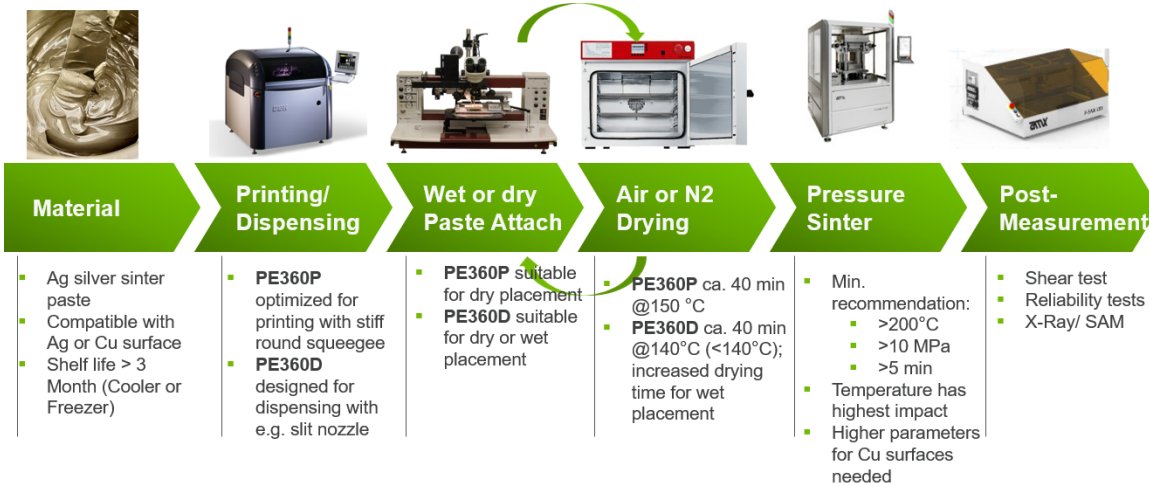 Material
Printing/
Dispensing
Wet or dry
Paste Attach
Air or N2
Drying
Pressure
Sinter
Post-
Measurement
▪ Ag silver sinter
paste
▪ Compatible with
Ag or Cu surface
▪ Shelf life > 3
Month (Cooler or
Freezer)
▪ PE360P
optimized for
printing with stiff
round squeegee
▪ PE360D
designed for
dispensing with
e.g. slit nozzle
▪ PE360P suitable
for dry placement
▪ PE360D suitable
for dry or wet
placement
▪ PE360P ca. 40 min
@150 °C
▪ PE360D ca. 40 min
@140°C (<140°C);
increased drying
time for wet
placement
▪ Min.
recommendation:
▪ >200°C
▪ >10 MPa
▪ >5 min
▪ Temperature has
highest impact
▪ Higher parameters
for Cu surfaces
needed
▪ Shear test
▪ Reliability tests
▪ X-Ray/ SAM